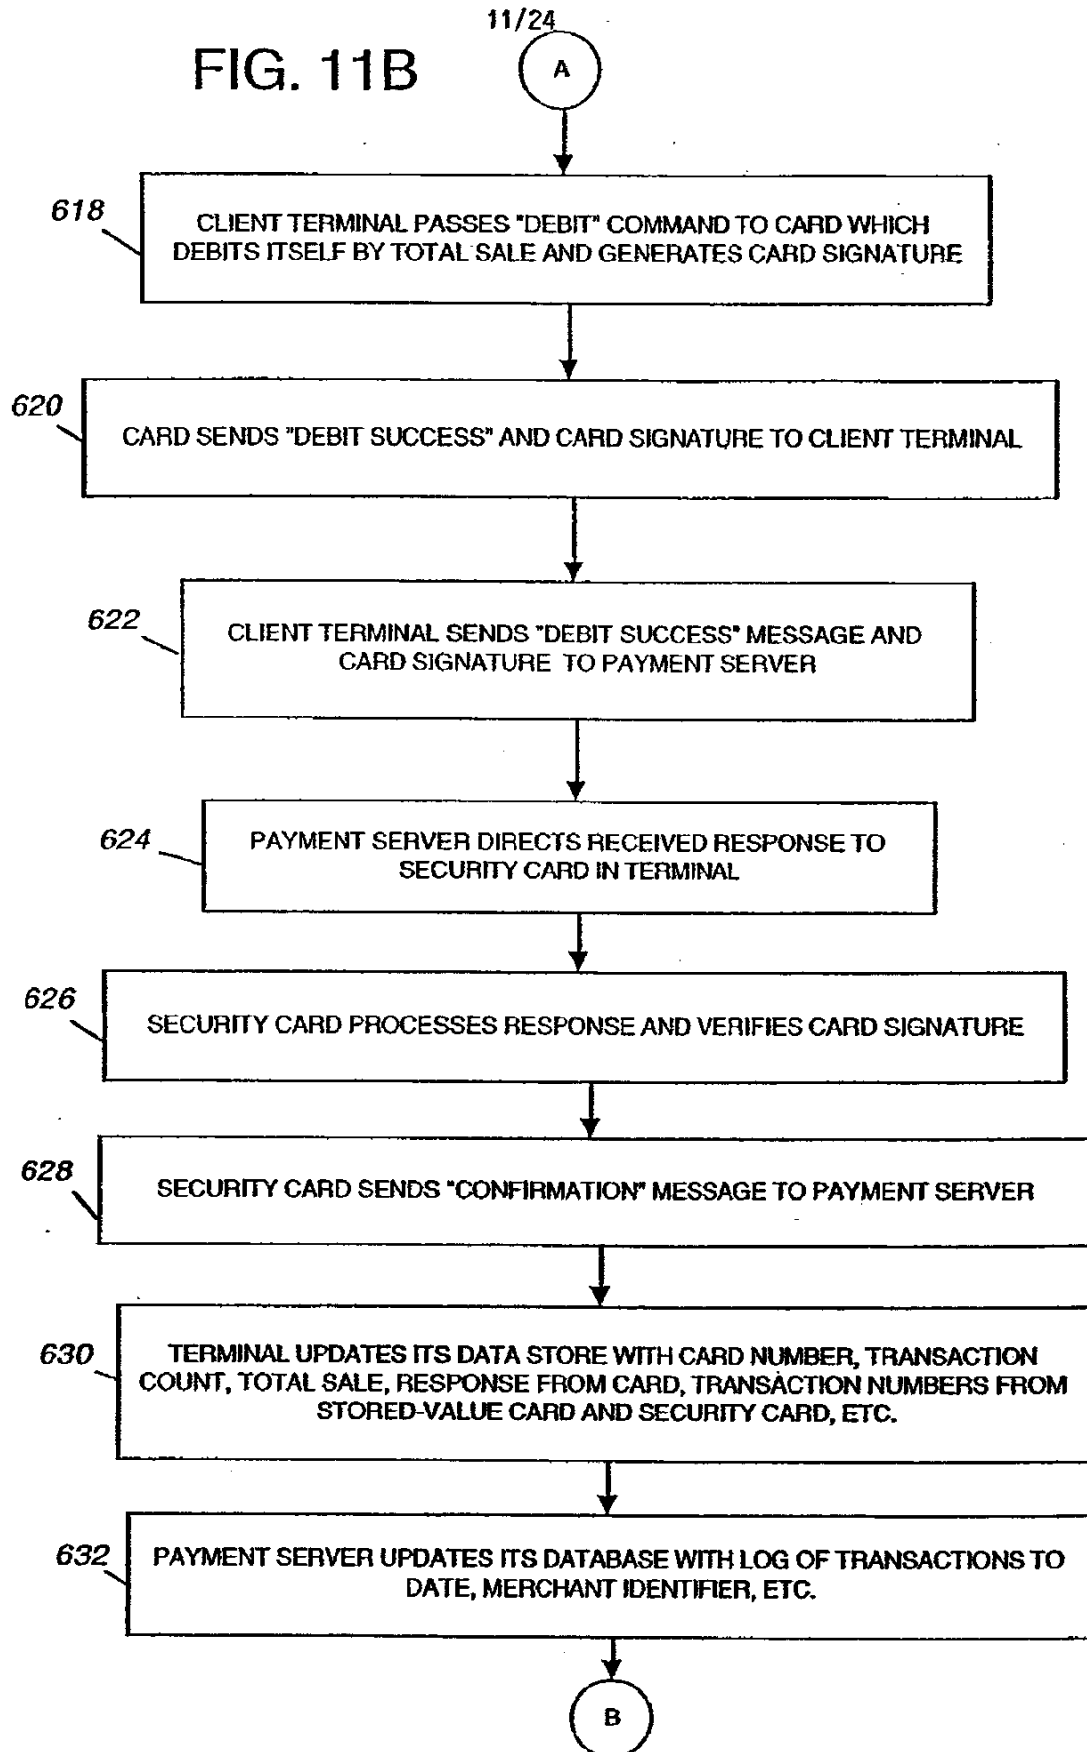 11/24
FIG. 11B
A
618
CLIENT TERMINAL PASSES "DEBIT" COMMAND TO CARD WHICH
DEBITS ITSELF BY TOTAL SALE AND GENERATES CARD SIGNATURE
620
CARD SENDS "DEBIT SUCCESS" AND CARD SIGNATURE TO CLIENT TERMINAL
622
CLIENT TERMINAL SENDS "DEBIT SUCCESS" MESSAGE AND
CARD SIGNATURE TO PAYMENT SERVER
624
PAYMENT SERVER DIRECTS RECEIVED RESPONSE TO
SECURITY CARD IN TERMINAL
626
SECURITY CARD PROCESSES RESPONSE AND VERIFIES CARD SIGNATURE
628
SECURITY CARD SENDS "CONFIRMATION" MESSAGE TO PAYMENT SERVER
630
TERMINAL UPDATES ITS DATA STORE WITH CARD NUMBER, TRANSACTION
COUNT, TOTAL SALE, RESPONSE FROM CARD, TRANSACTION NUMBERS FROM
STORED-VALUE CARD AND SECURITY CARD, ETC.
632
PAYMENT SERVER UPDATES ITS DATABASE WITH LOG OF TRANSACTIONS TO
DATE, MERCHANT IDENTIFIER, ETC.
B